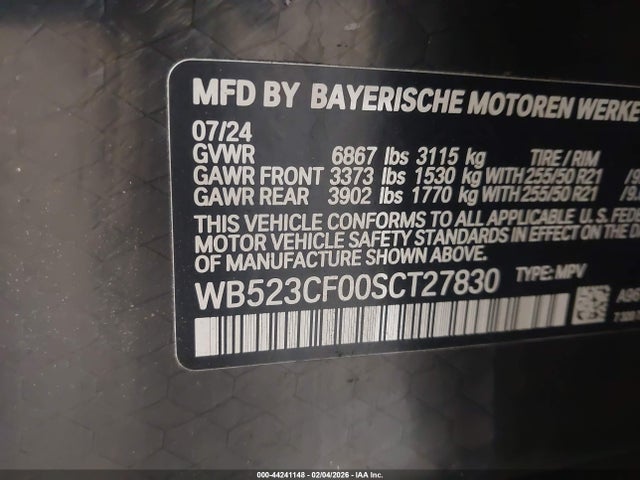 MFD BY BAYERISCHE MOTOREN WERKE
07/24
GVWR 6867 lbs 3115 kg TIRE / RIM
GAWR FRONT 3373 lbs 1530 kg WITH 255/50 R21
GAWR REAR 3902 lbs 1770 kg WITH 255/50 R21
THIS VEHICLE CONFORMS TO ALL APPLICABLE U.S.
MOTOR VEHICLE SAFETY STANDARDS IN EFFECT ON THE
MANUFACTURE SHOWN ABOVE.
WB523CF00SCT27830 TYPE: MPV
000-44241148 - 02/04/2026 - IAA Inc.